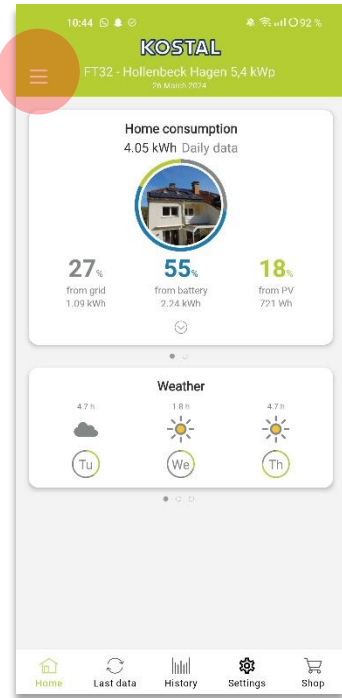 10:44 92 %
KOSTAL
FT32 - Hollenbeck Hagen 5,4 kWp
26 March 2024
Home consumption
4.05 kWh Daily data
27% 55% 18%
from grid from battery from PV
1.09 kWh 2.24 kWh 721 Wh
Weather
4.7 h 1.8 h 4.7 h
Tu We Th
Home Last data History Settings Shop